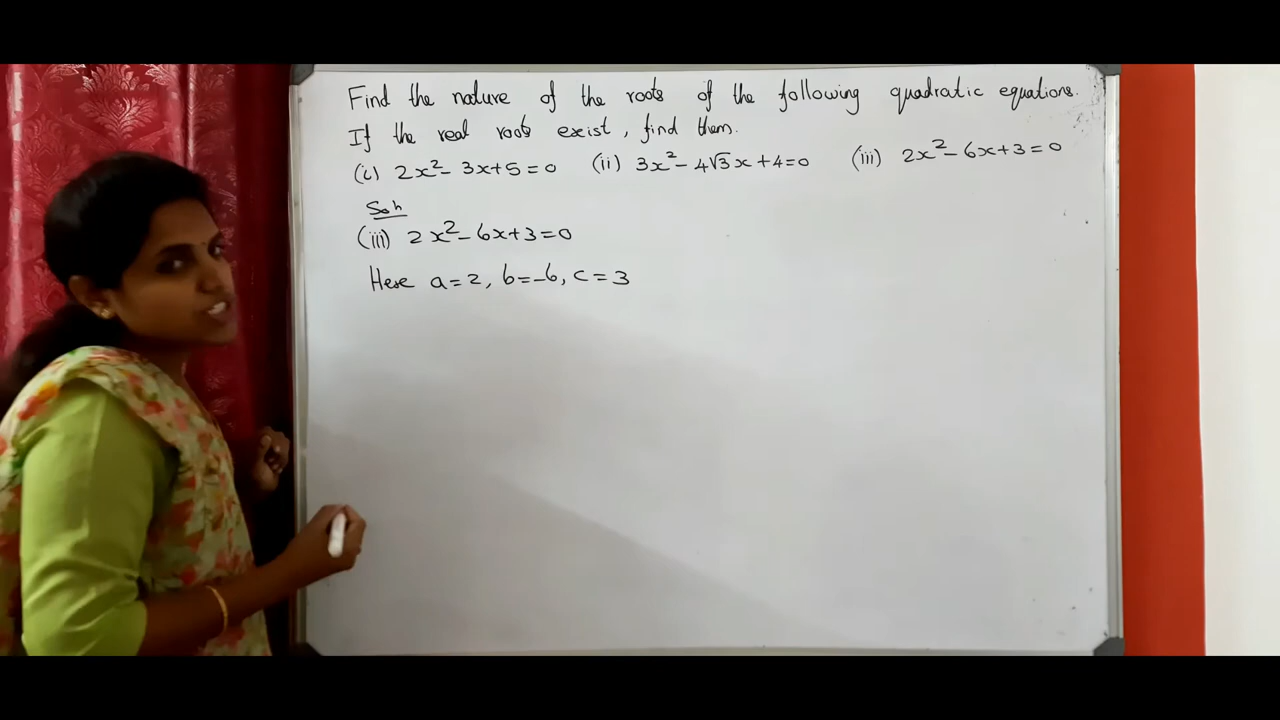 Find the nature of the roots of the following quadratic equations.
If the real roots exist, find them.
(i) 2x²-3x+5=0 (ii) 3x²-4√3x+4=0 (iii) 2x²-6x+3=0
Soln
(iii) 2x²-6x+3=0
Here a=2, b=-6, c=3